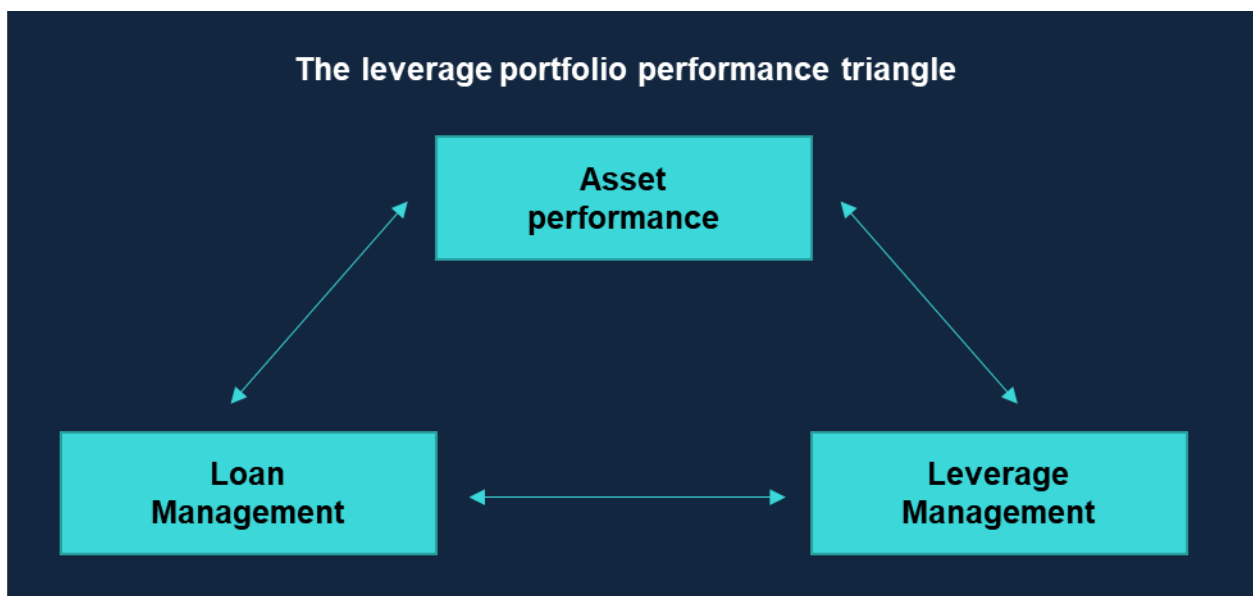 The leverage portfolio performance triangle
Asset
performance
Loan
Management
Leverage
Management